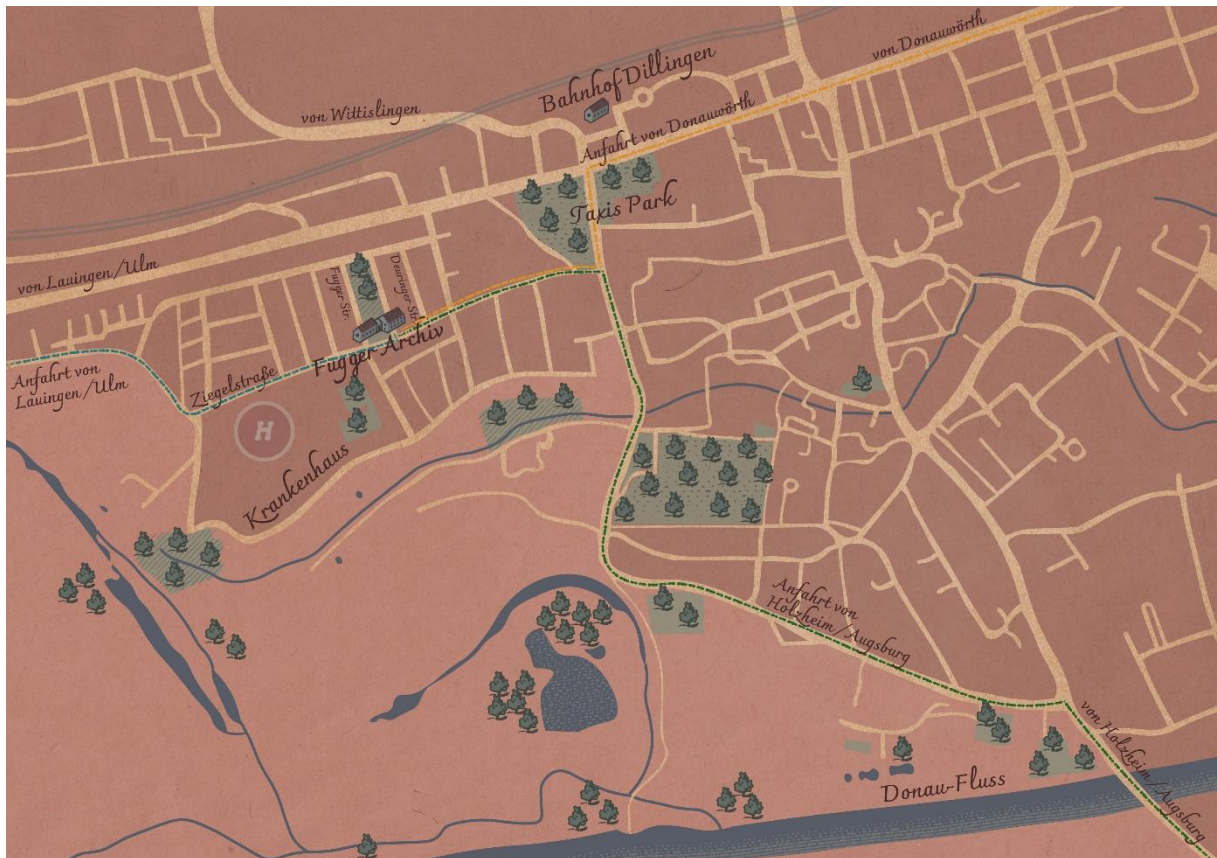 von Donauwörth
Bahnhof Dillingen
von Wittislingen
Anfahrt von Donauwörth
Taxis Park
von Lauingen/Ulm
Fugger Str.
Deuringer Str.
Fugger Archiv
Anfahrt von
Lauingen/Ulm
Ziegelstraße
H
Krankenhaus
Anfahrt von
Holzheim/Augsburg
von Holzheim/Augsburg
Donau-Fluss